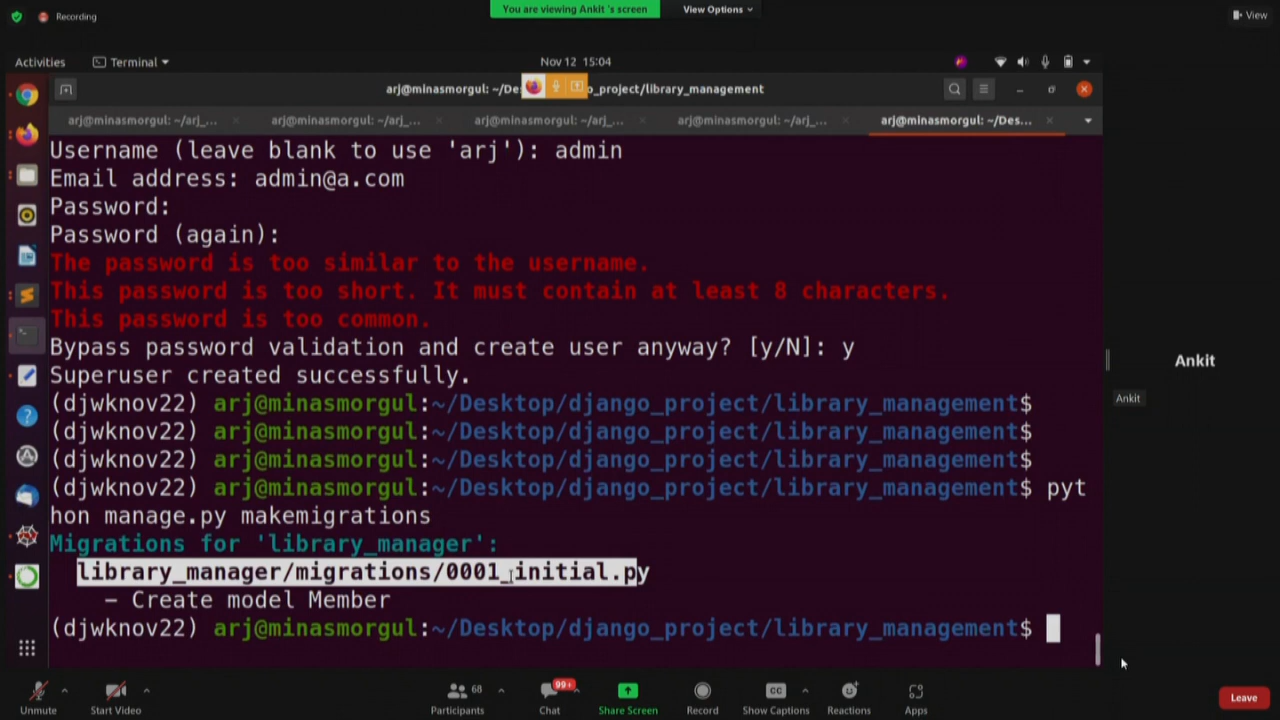 Recording
You are viewing Ankit 's screen
View Options
View
Activities
Terminal
Nov 12 15:04
arj@minasmorgul: ~/De
o_project/library_management
arj@minasmorgul: ~/arj_...
arj@minasmorgul: ~/arj_...
arj@minasmorgul: ~/arj_...
arj@minasmorgul: ~/arj_...
arj@minasmorgul: ~/Des...
Username (leave blank to use 'arj'): admin
Email address: admin@a.com
Password:
Password (again):
The password is too similar to the username.
This password is too short. It must contain at least 8 characters.
This password is too common.
Bypass password validation and create user anyway? [y/N]: y
Superuser created successfully.
(djwknov22) arj@minasmorgul:~/Desktop/django_project/library_management$
(djwknov22) arj@minasmorgul:~/Desktop/django_project/library_management$
(djwknov22) arj@minasmorgul:~/Desktop/django_project/library_management$
(djwknov22) arj@minasmorgul:~/Desktop/django_project/library_management$ pyt
hon manage.py makemigrations
Migrations for 'library_manager':
library_manager/migrations/0001_initial.py
- Create model Member
(djwknov22) arj@minasmorgul:~/Desktop/django_project/library_management$
Ankit
Ankit
Unmute
Start Video
68
Participants
99+
Chat
Share Screen
Record
CC
Show Captions
Reactions
Apps
Leave